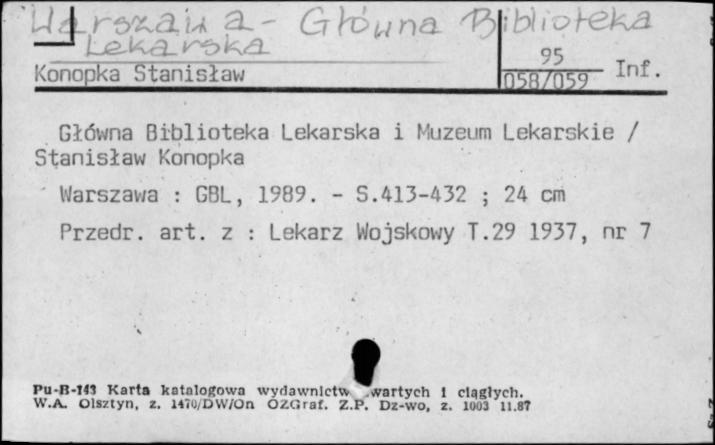 Warszawa - Główna Biblioteka
Lekarska
Konopka Stanisław
95
058/059
Inf.
Główna Biblioteka Lekarska i Muzeum Lekarskie /
Stanisław Konopka
Warszawa : GBL, 1989. - S.413-432 ; 24 cm
Przedr. art. z : Lekarz Wojskowy T.29 1937, nr 7
Pu-B-143 Karta katalogowa wydawnictw wartych i ciągłych.
W.A. Olsztyn, z. 1470/DW/On OZGraf. Z.P. Dz-wo, z. 1003 11.87